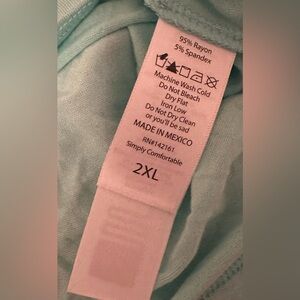 95% Rayon
5% Spandex
Machine Wash Cold
Do Not Bleach
Dry Flat
Iron Low
Do Not Dry Clean
or you'll be sad
MADE IN MEXICO
RN#142161
Simply Comfortable
2XL